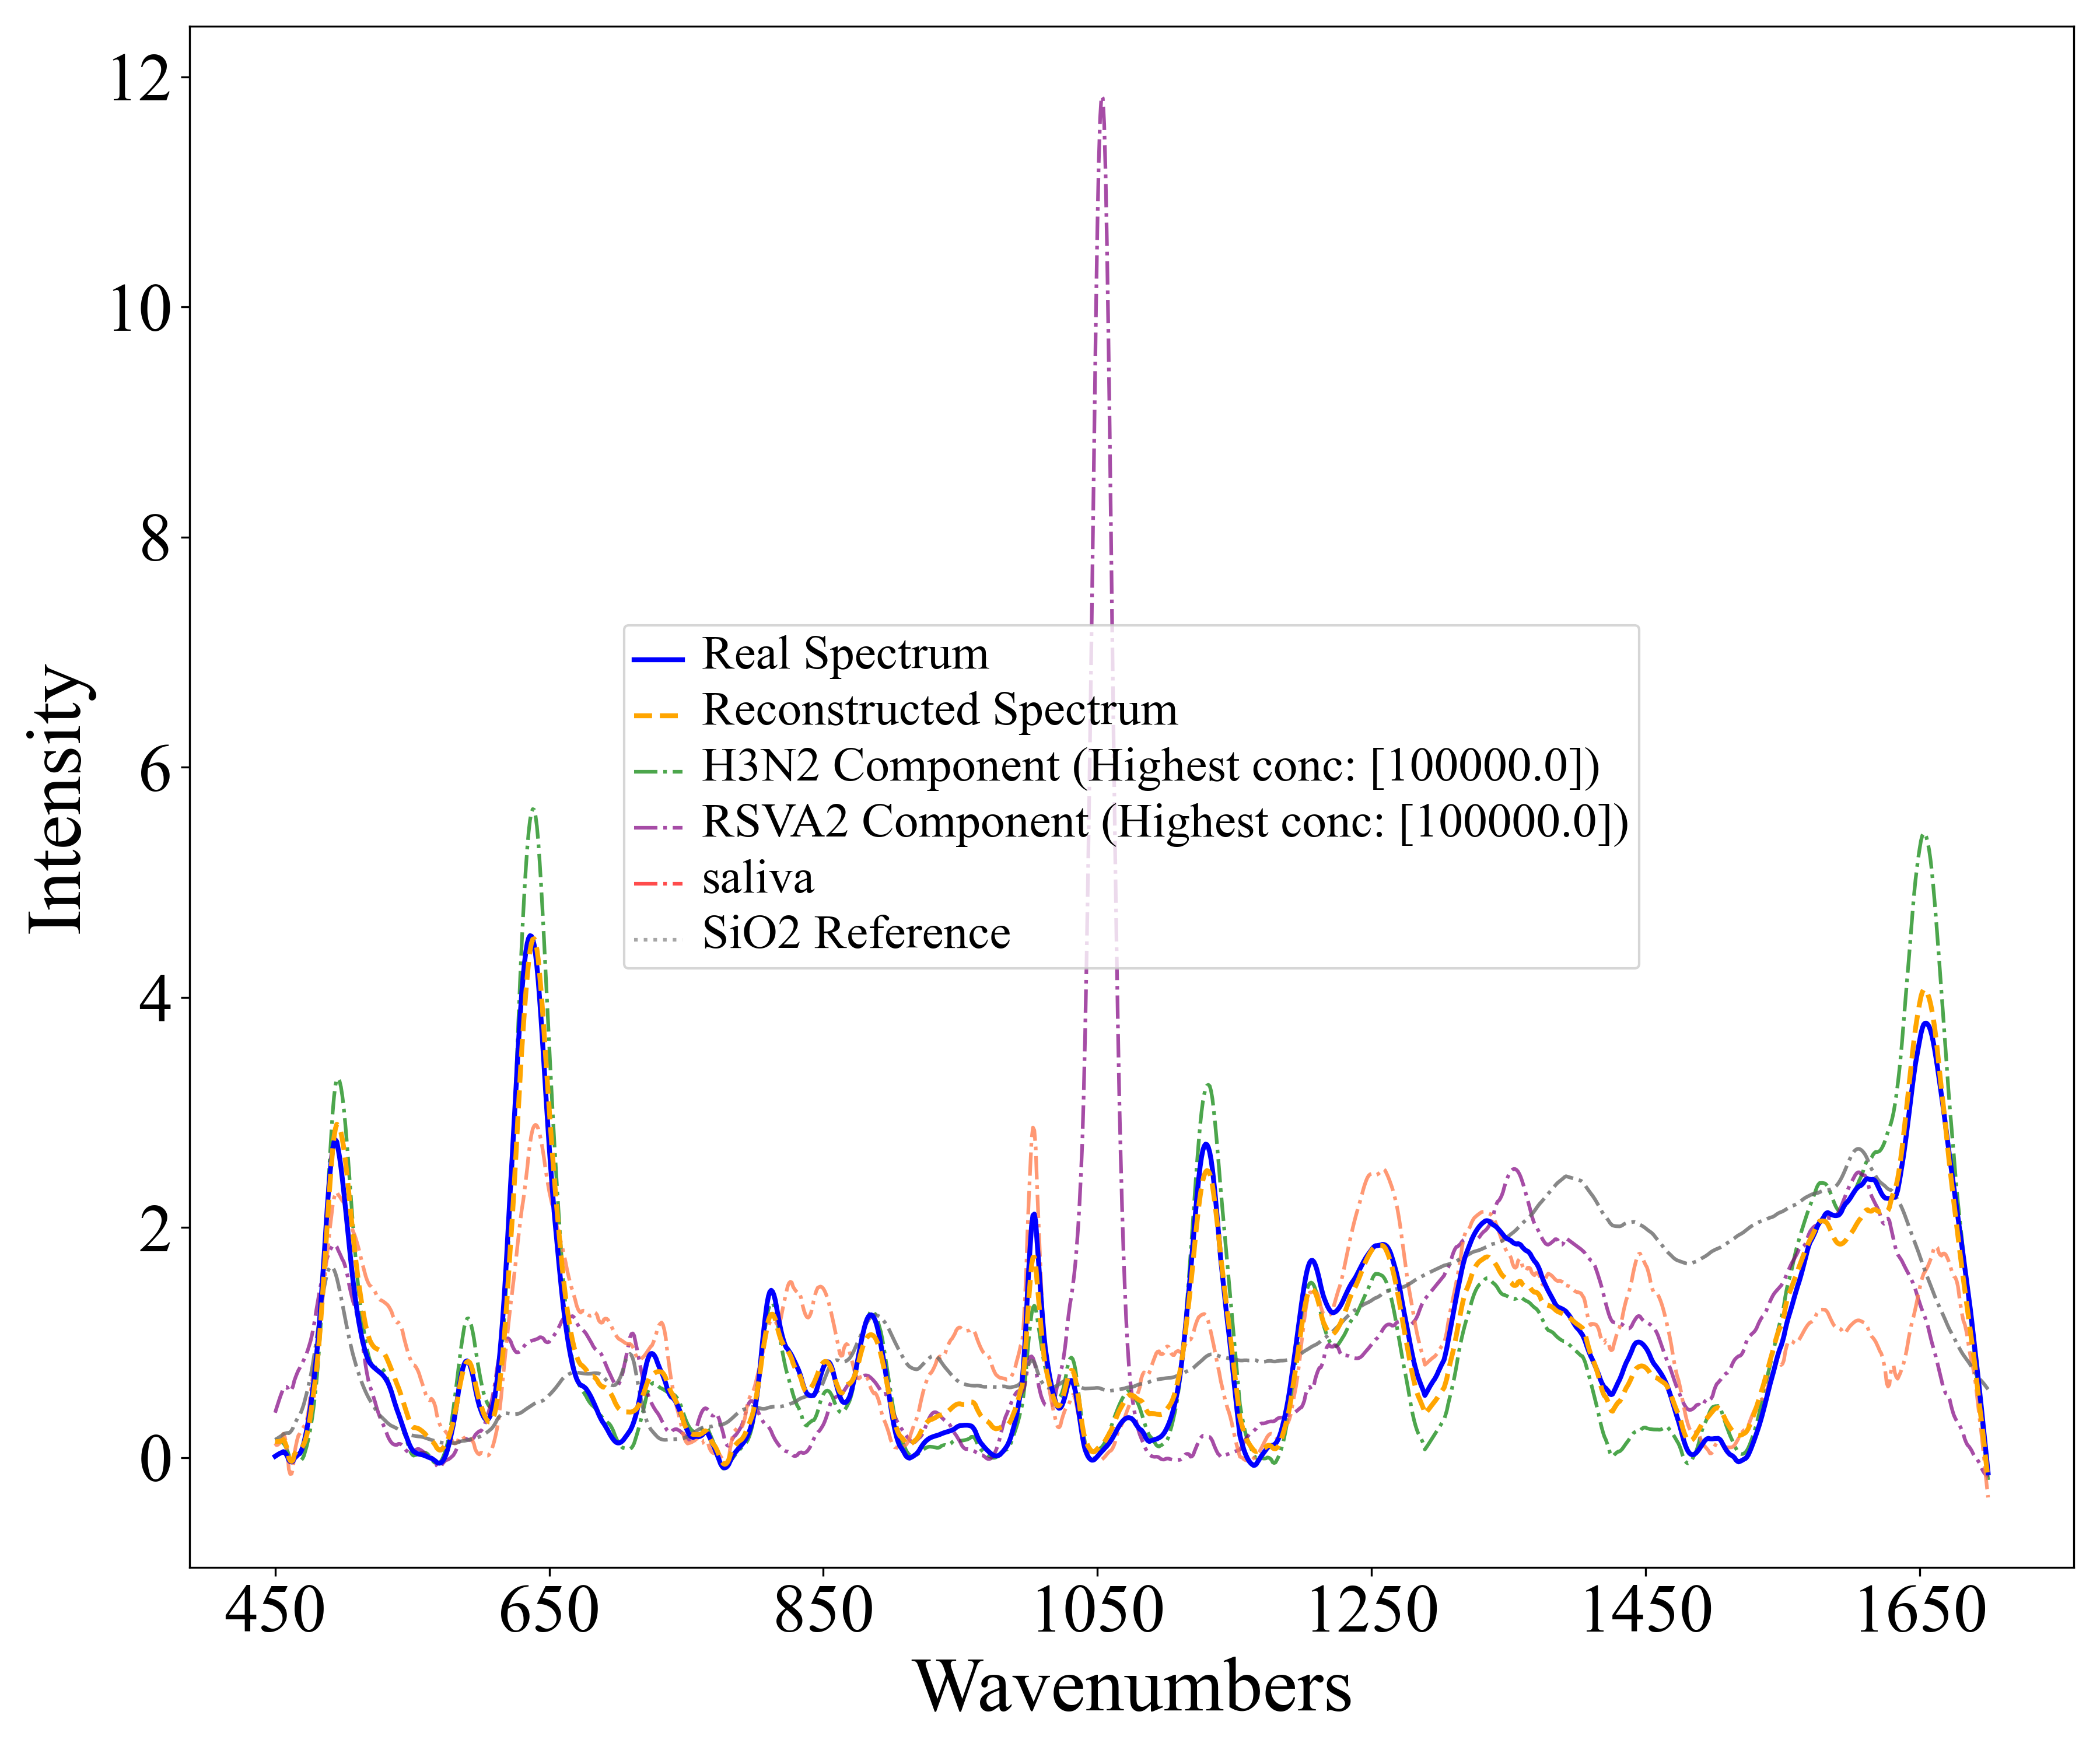 12
10
8
6
4
2
0
Intensity
Real Spectrum
Reconstructed Spectrum
H3N2 Component (Highest conc: [100000.0])
RSVA2 Component (Highest conc: [100000.0])
saliva
SiO2 Reference
450 650 850 1050 1250 1450 1650
Wavenumbers